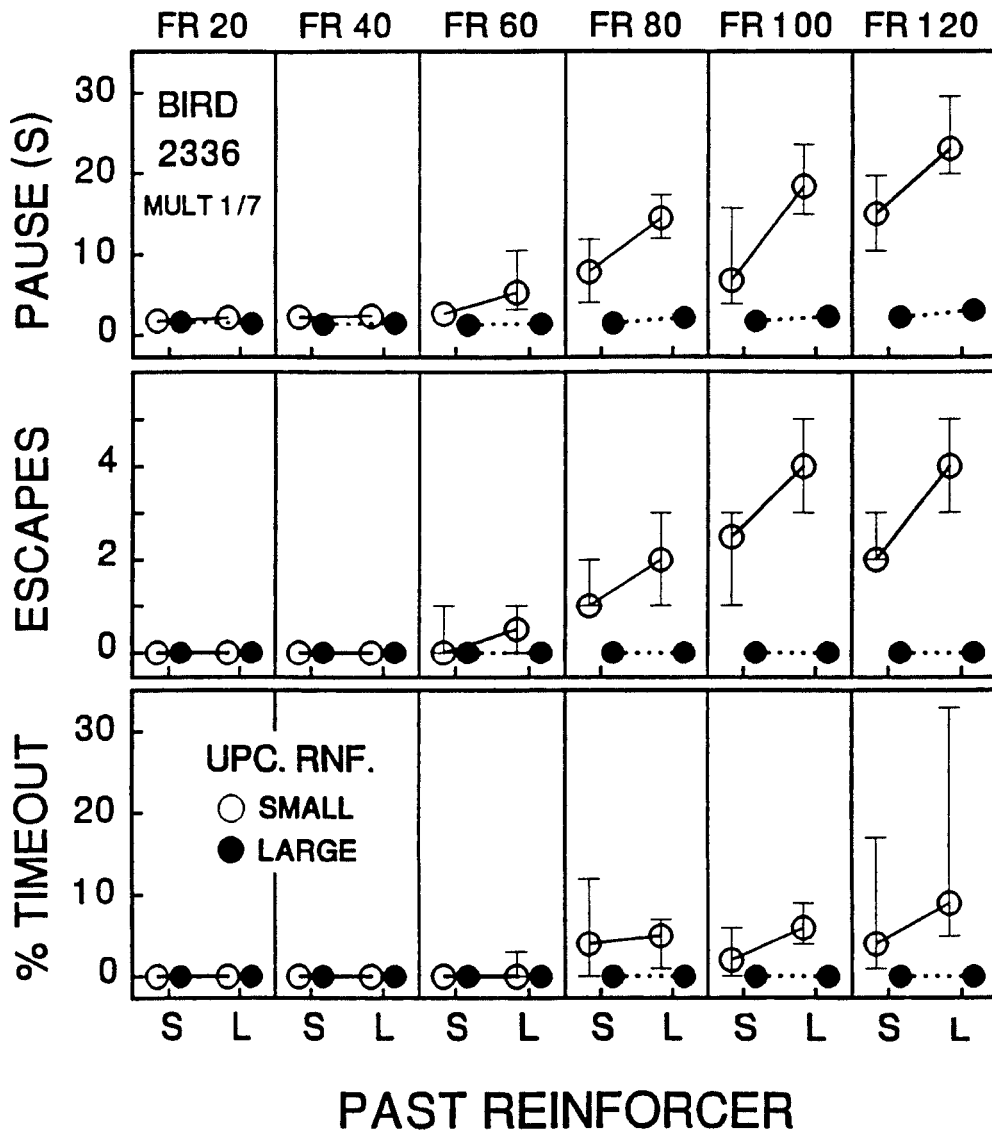 FR 20 FR 40 FR 60 FR 80 FR 100 FR 120
PAUSE (S)
30
20
10
0
BIRD
2336
MULT 1/7
ESCAPES
4
2
0
% TIMEOUT
30
20
10
0
UPC. RNF.
SMALL
LARGE
S L S L S L S L S L S L
PAST REINFORCER